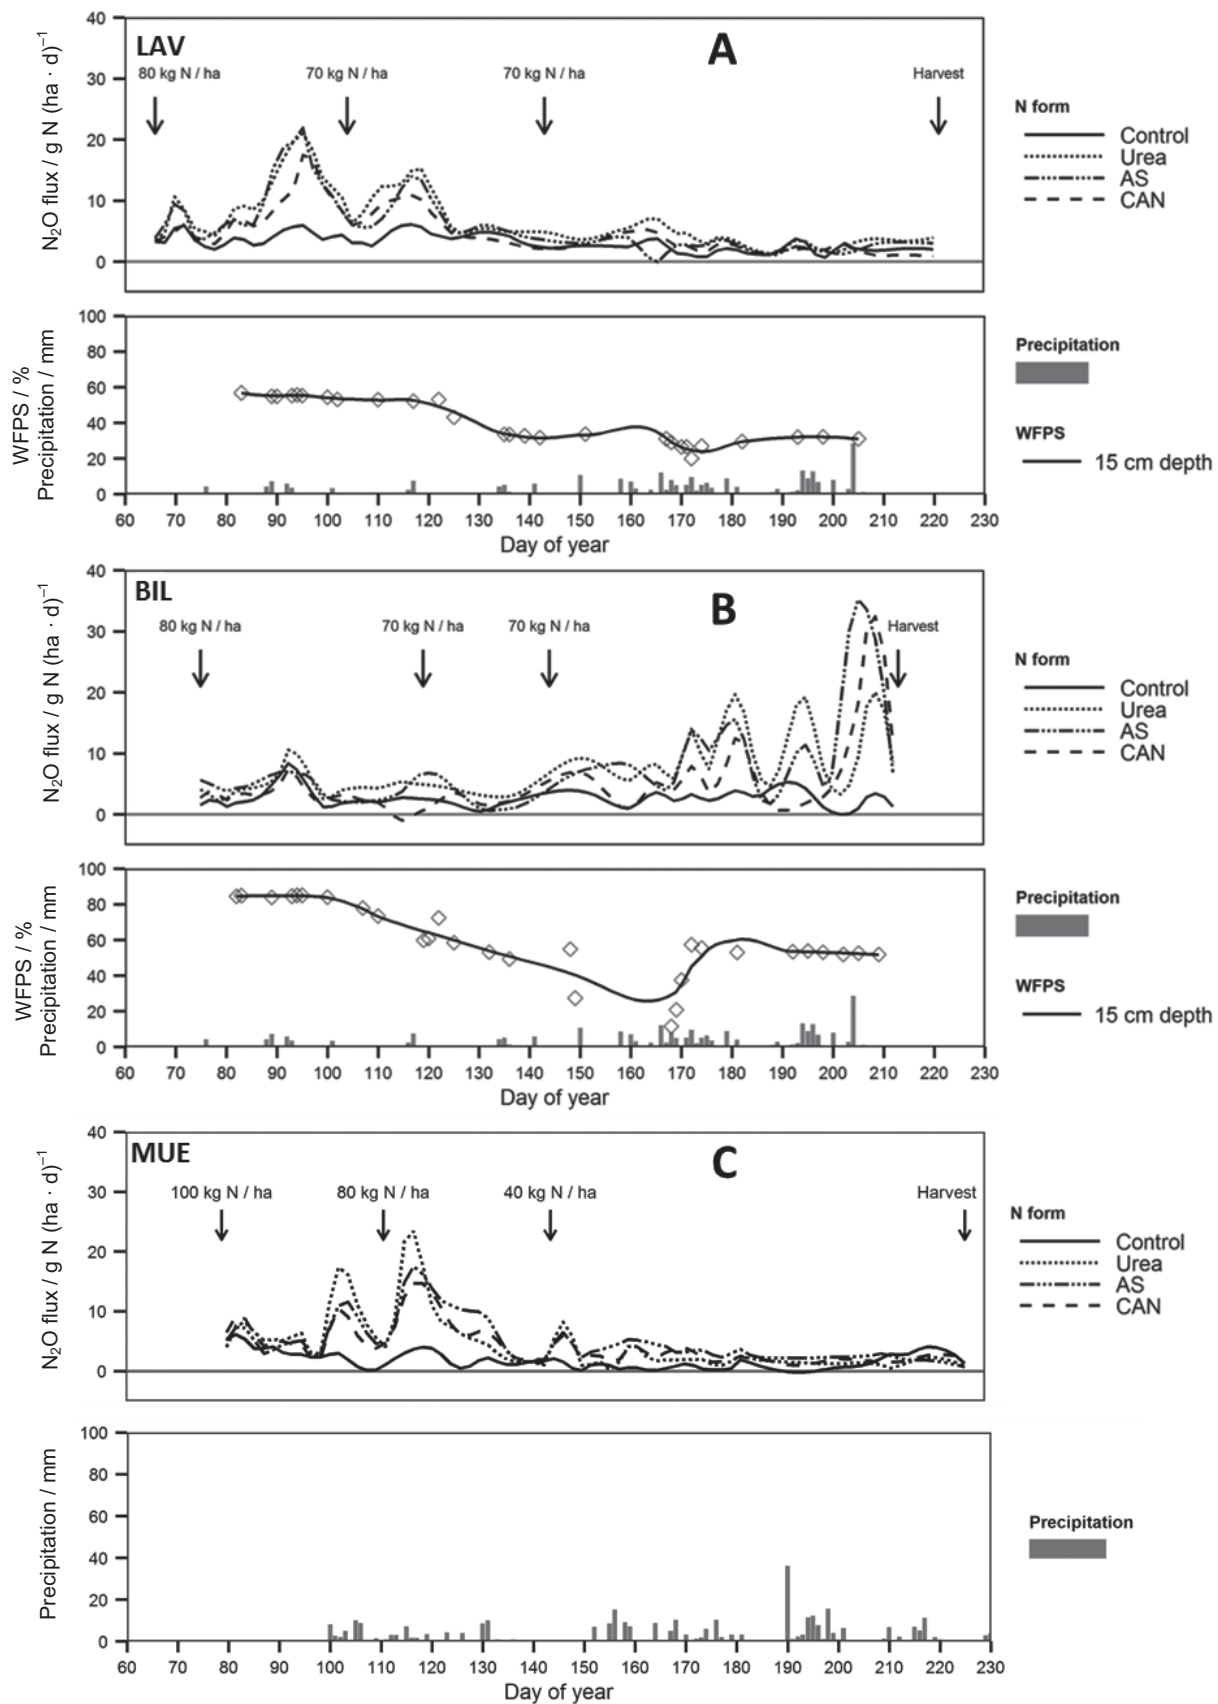 LAV
A
80 kg N / ha
70 kg N / ha
70 kg N / ha
Harvest
40
30
20
10
0
N₂O flux / g N (ha · d)⁻¹
N form
Control
Urea
AS
CAN
100
80
60
40
20
0
WFPS / %
Precipitation / mm
Precipitation
WFPS
15 cm depth
60 70 80 90 100 110 120 130 140 150 160 170 180 190 200 210 220 230
Day of year
BIL
B
80 kg N / ha
70 kg N / ha
70 kg N / ha
Harvest
40
30
20
10
0
N₂O flux / g N (ha · d)⁻¹
N form
Control
Urea
AS
CAN
100
80
60
40
20
0
WFPS / %
Precipitation / mm
Precipitation
WFPS
15 cm depth
60 70 80 90 100 110 120 130 140 150 160 170 180 190 200 210 220 230
Day of year
MUE
C
100 kg N / ha
80 kg N / ha
40 kg N / ha
Harvest
40
30
20
10
0
N₂O flux / g N (ha · d)⁻¹
N form
Control
Urea
AS
CAN
100
80
60
40
20
0
Precipitation / mm
Precipitation
60 70 80 90 100 110 120 130 140 150 160 170 180 190 200 210 220 230
Day of year